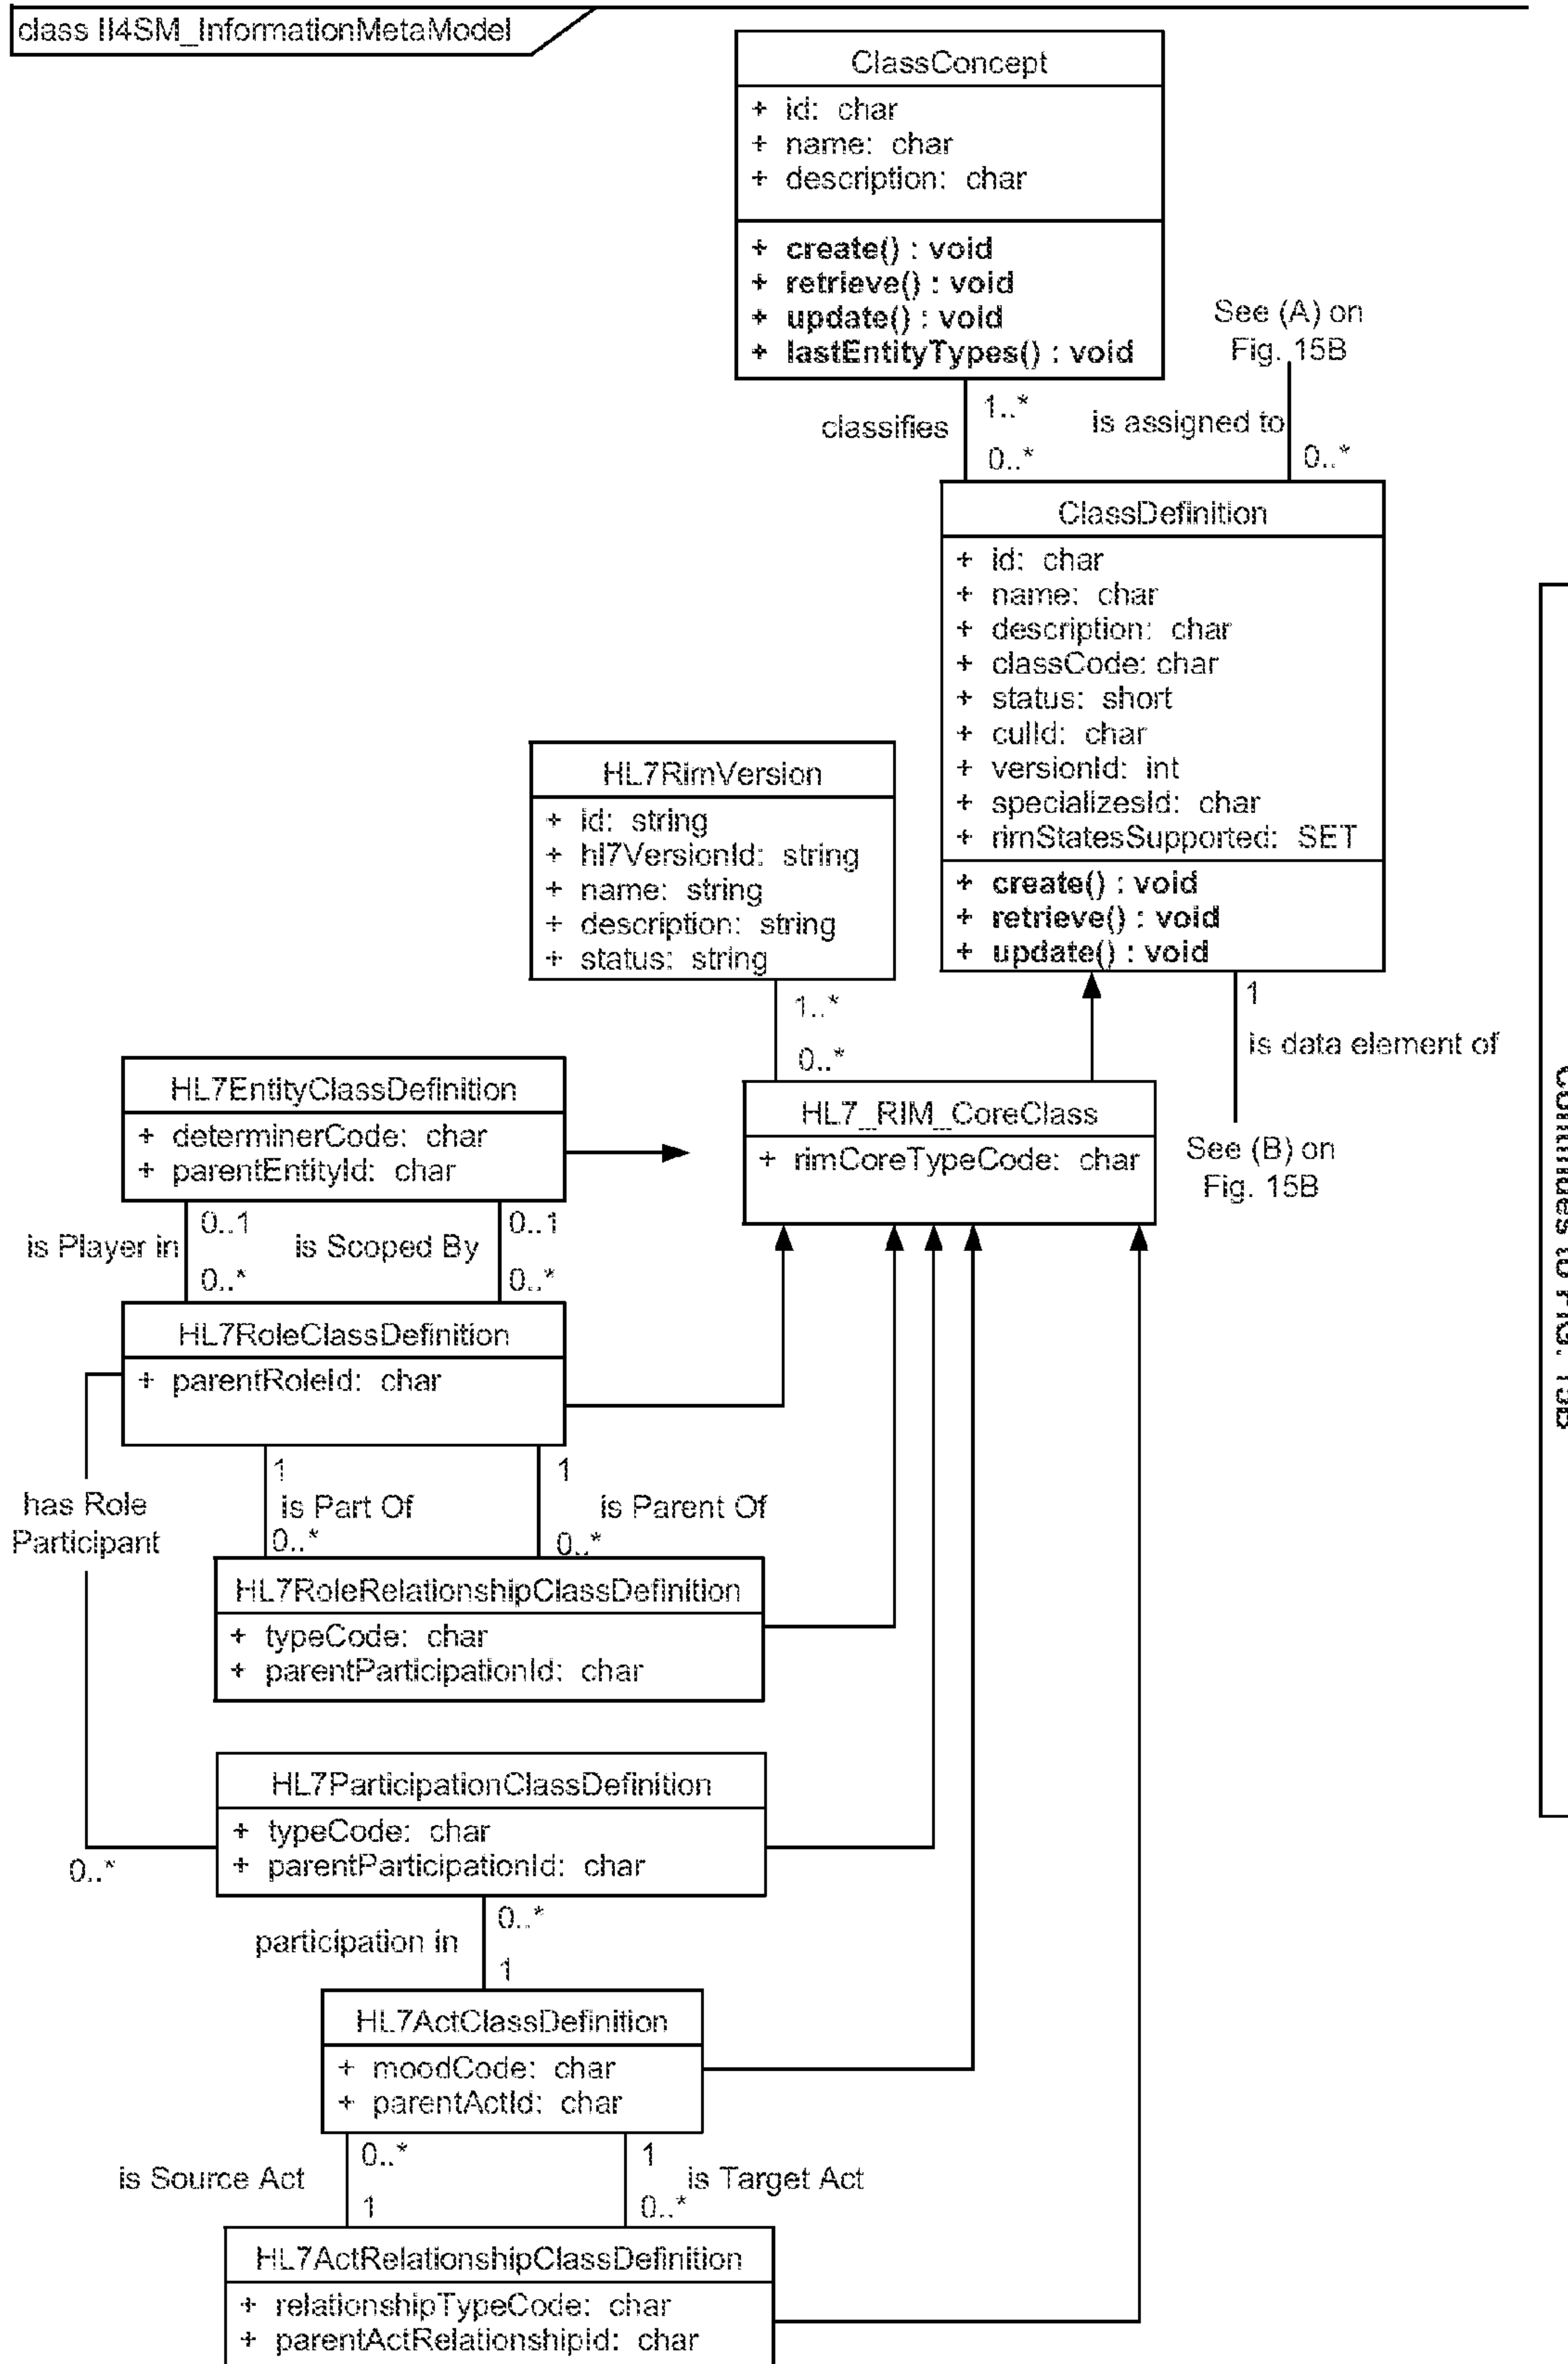 class II4SM_InformationMetaModel
ClassConcept
+ id: char
+ name: char
+ description: char
+ create() : void
+ retrieve() : void
+ update() : void
+ lastEntityTypes() : void
See (A) on
Fig. 15B
classifies
1..*
is assigned to
0..*
0..*
ClassDefinition
+ id: char
+ name: char
+ description: char
+ classCode: char
+ status: short
+ cuiId: char
+ versionId: int
+ specializesId: char
+ rimStatesSupported: SET
+ create() : void
+ retrieve() : void
+ update() : void
HL7RimVersion
+ id: string
+ hl7VersionId: string
+ name: string
+ description: string
+ status: string
1..*
0..*
1
is data element of
See (B) on
Fig. 15B
HL7EntityClassDefinition
+ determinerCode: char
+ parentEntityId: char
HL7_RIM_CoreClass
+ rimCoreTypeCode: char
0..1
0..1
is Player in
is Scoped By
0..*
0..*
HL7RoleClassDefinition
+ parentRoleId: char
has Role
Participant
1
1
is Part Of
is Parent Of
0..*
0..*
HL7RoleRelationshipClassDefinition
+ typeCode: char
+ parentParticipationId: char
HL7ParticipationClassDefinition
+ typeCode: char
+ parentParticipationId: char
0..*
0..*
participation in
1
HL7ActClassDefinition
+ moodCode: char
+ parentActId: char
0..*
1
is Source Act
is Target Act
1
0..*
HL7ActRelationshipClassDefinition
+ relationshipTypeCode: char
+ parentActRelationshipId: char